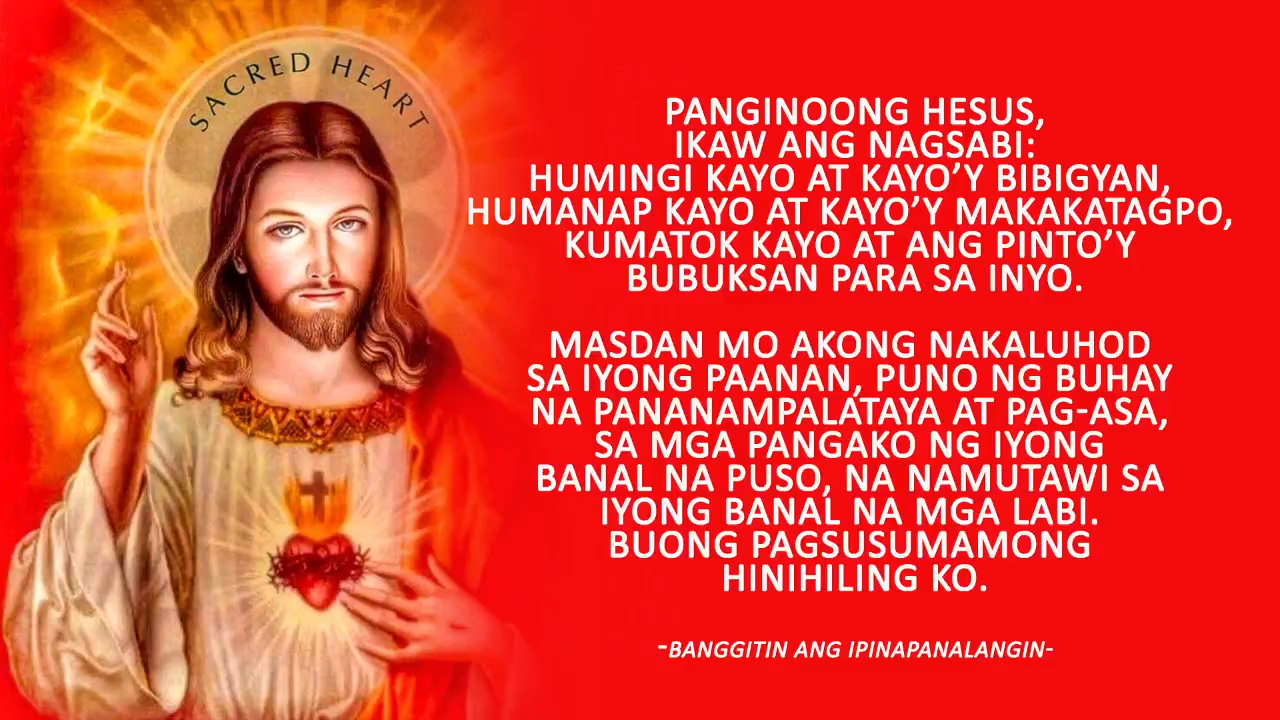 SACRED HEART
PANGINOONG HESUS,
IKAW ANG NAGSABI:
HUMINGI KAYO AT KAYO’Y BIBIGYAN,
HUMANAP KAYO AT KAYO’Y MAKAKATAGPO,
KUMATOK KAYO AT ANG PINTO’Y
BUBUKSAN PARA SA INYO.
MASDAN MO AKONG NAKALUHOD
SA IYONG PAANAN, PUNO NG BUHAY
NA PANANAMPALATAYA AT PAG-ASA,
SA MGA PANGAKO NG IYONG
BANAL NA PUSO, NA NAMUTAWI SA
IYONG BANAL NA MGA LABI.
BUONG PAGSUSUMAMONG
HINIHILING KO.
-BANGGITIN ANG IPINAPANALANGIN-